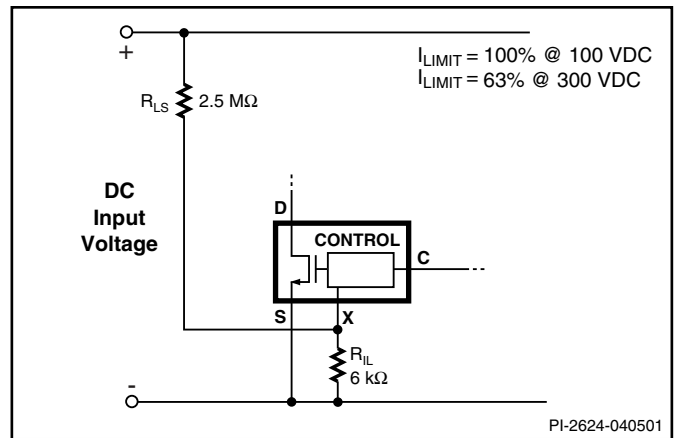 +
I_LIMIT = 100% @ 100 VDC
I_LIMIT = 63% @ 300 VDC
R_LS 2.5 MΩ
DC
Input
Voltage
D
CONTROL
C
S
X
R_IL
6 kΩ
-
PI-2624-040501